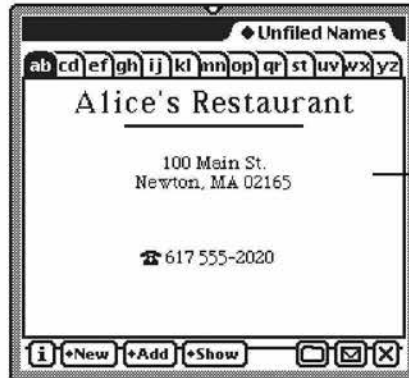 ◆Unfiled Names
ab cd ef gh ij kl mn op qr st uv wx yz
Alice's Restaurant
100 Main St.
Newton, MA 02165
☎ 617 555-2020
i ◆New ◆Add ◆Show